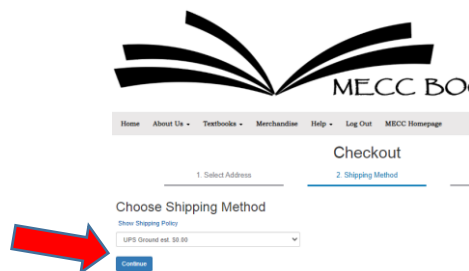 MECC BOO
Home About Us Textbooks Merchandise Help Log Out MECC Homepage
Checkout
1. Select Address 2. Shipping Method
Choose Shipping Method
Show Shipping Policy
UPS Ground est. $0.00
Continue